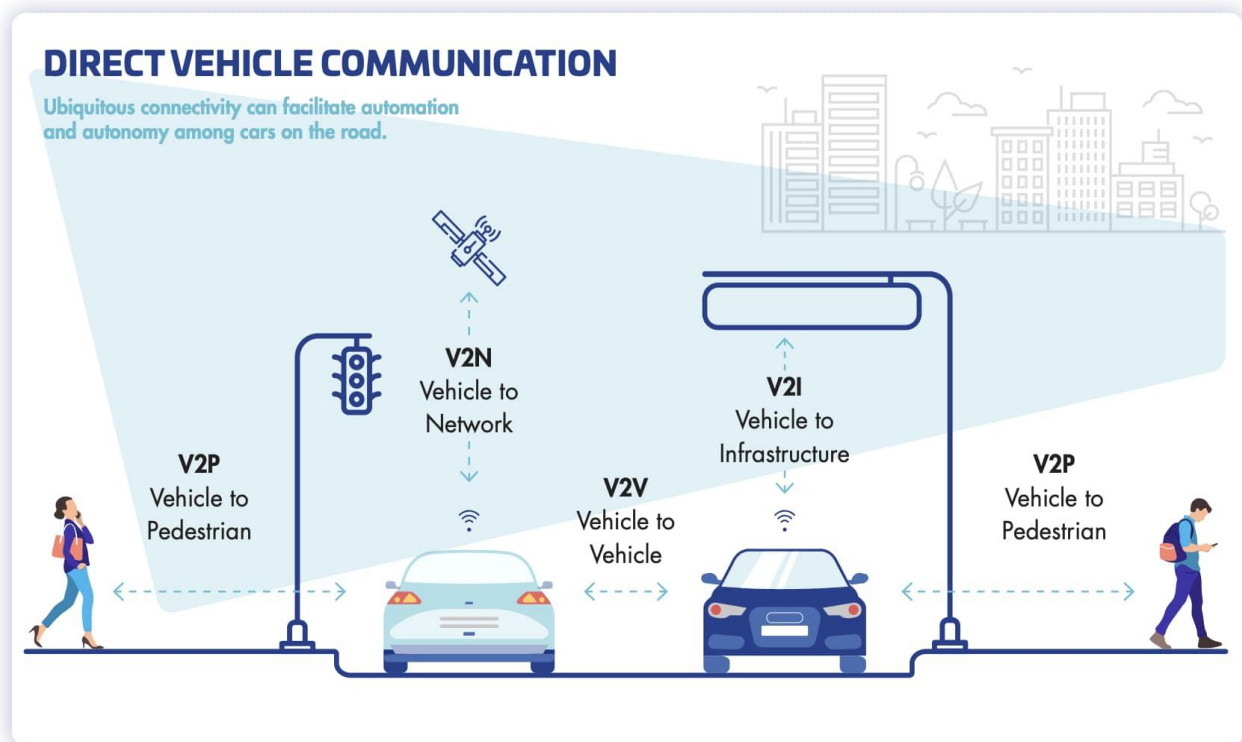 DIRECT VEHICLE COMMUNICATION
Ubiquitous connectivity can facilitate automation
and autonomy among cars on the road.
V2N
Vehicle to
Network
V2I
Vehicle to
Infrastructure
V2P
Vehicle to
Pedestrian
V2V
Vehicle to
Vehicle
V2P
Vehicle to
Pedestrian